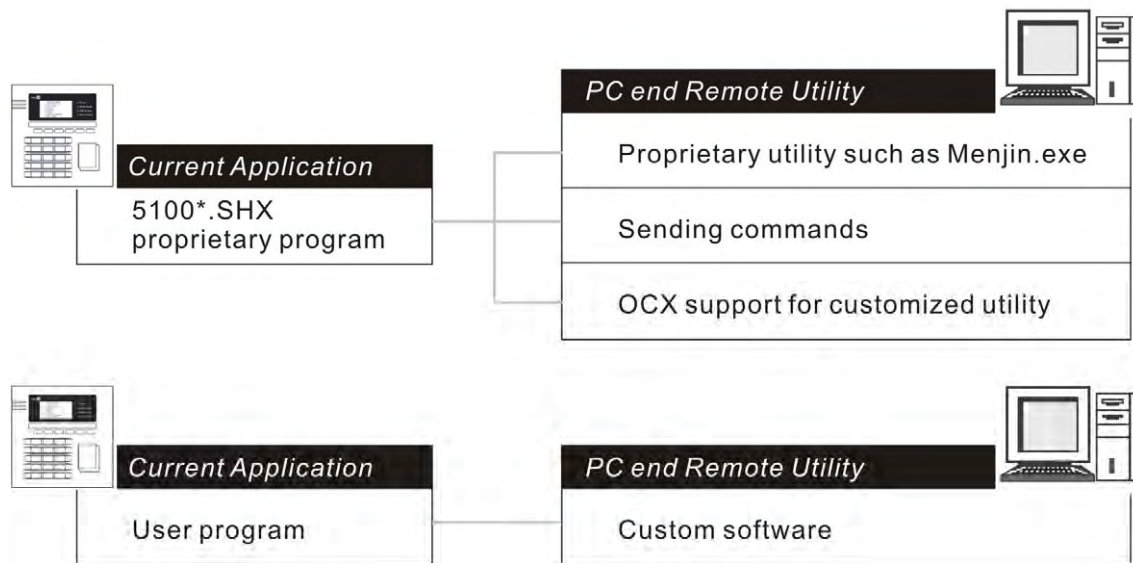 PC end Remote Utility
Current Application
5100*.SHX
proprietary program
Proprietary utility such as Menjin.exe
Sending commands
OCX support for customized utility
Current Application
PC end Remote Utility
User program
Custom software